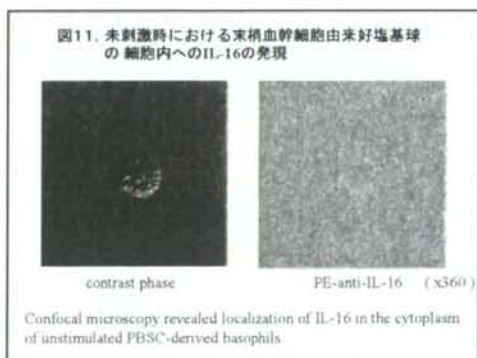 図11. 未刺激時における末梢血幹細胞由来好塩基球
の 細胞内へのIL-16の発現
contrast phase
PE-anti-IL-16 (x360)
Confocal microscopy revealed localization of IL-16 in the cytoplasm
of unstimulated PBSC-derived basophils